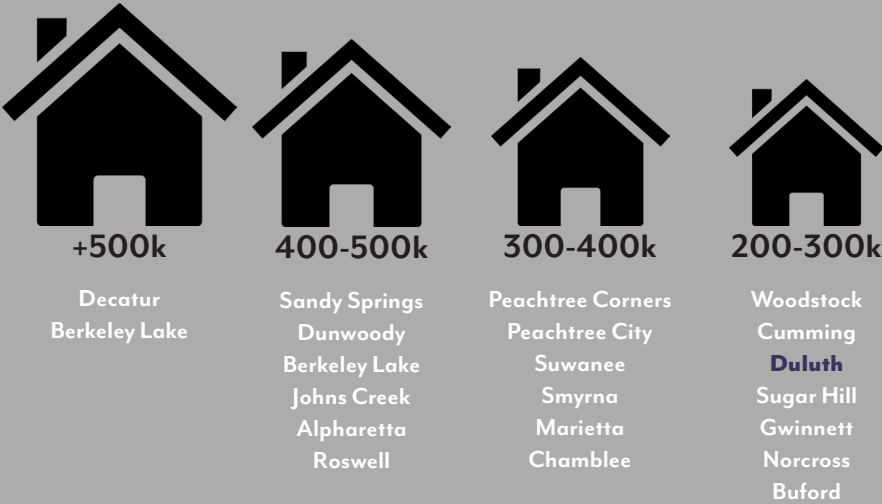 +500k
Decatur
Berkeley Lake
400-500k
Sandy Springs
Dunwoody
Berkeley Lake
Johns Creek
Alpharetta
Roswell
300-400k
Peachtree Corners
Peachtree City
Suwanee
Smyrna
Marietta
Chamblee
200-300k
Woodstock
Cumming
Duluth
Sugar Hill
Gwinnett
Norcross
Buford